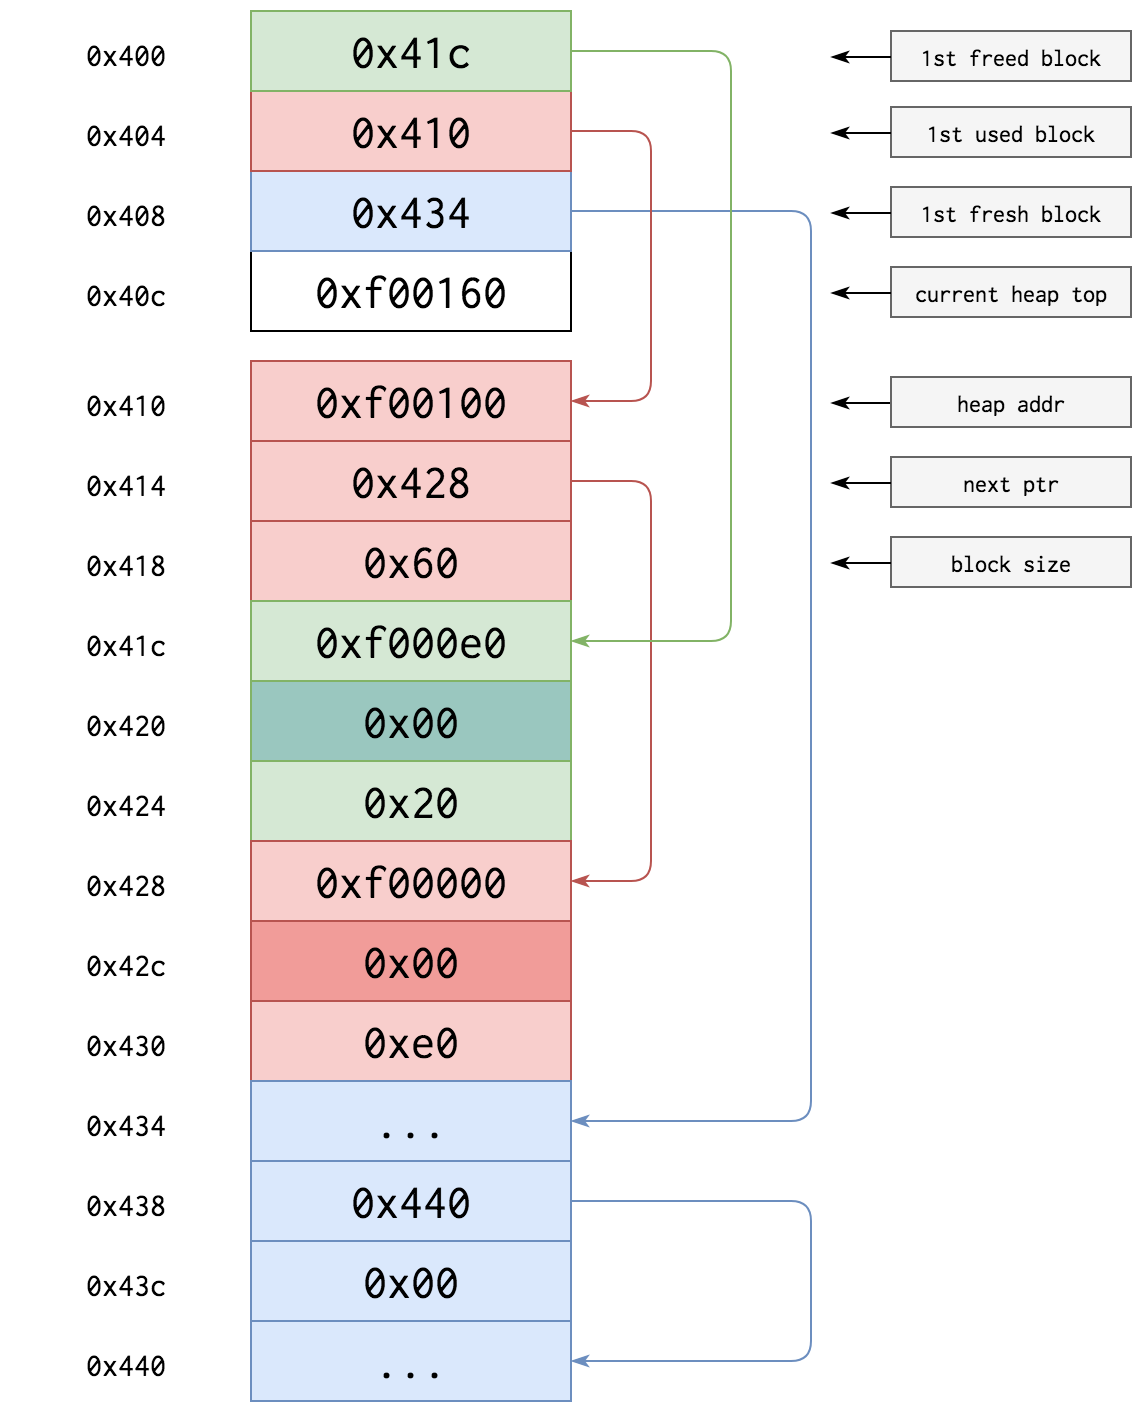 0x400 0x41c 1st freed block
0x404 0x410 1st used block
0x408 0x434 1st fresh block
0x40c 0xf00160 current heap top
0x410 0xf00100 heap addr
0x414 0x428 next ptr
0x418 0x60 block size
0x41c 0xf000e0
0x420 0x00
0x424 0x20
0x428 0xf00000
0x42c 0x00
0x430 0xe0
0x434 ...
0x438 0x440
0x43c 0x00
0x440 ...